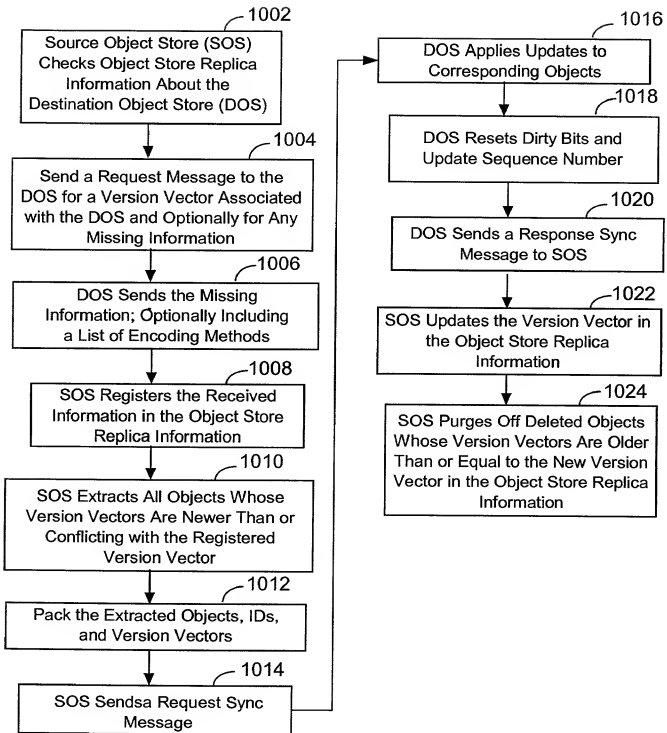 1002
Source Object Store (SOS)
Checks Object Store Replica
Information About the
Destination Object Store (DOS)
1004
Send a Request Message to the
DOS for a Version Vector Associated
with the DOS and Optionally for Any
Missing Information
1006
DOS Sends the Missing
Information; Optionally Including
a List of Encoding Methods
1008
SOS Registers the Received
Information in the Object Store
Replica Information
1010
SOS Extracts All Objects Whose
Version Vectors Are Newer Than or
Conflicting with the Registered
Version Vector
1012
Pack the Extracted Objects, IDs,
and Version Vectors
1014
SOS Sendsa Request Sync
Message
1016
DOS Applies Updates to
Corresponding Objects
1018
DOS Resets Dirty Bits and
Update Sequence Number
1020
DOS Sends a Response Sync
Message to SOS
1022
SOS Updates the Version Vector in
the Object Store Replica
Information
1024
SOS Purges Off Deleted Objects
Whose Version Vectors Are Older
Than or Equal to the New Version
Vector in the Object Store Replica
Information